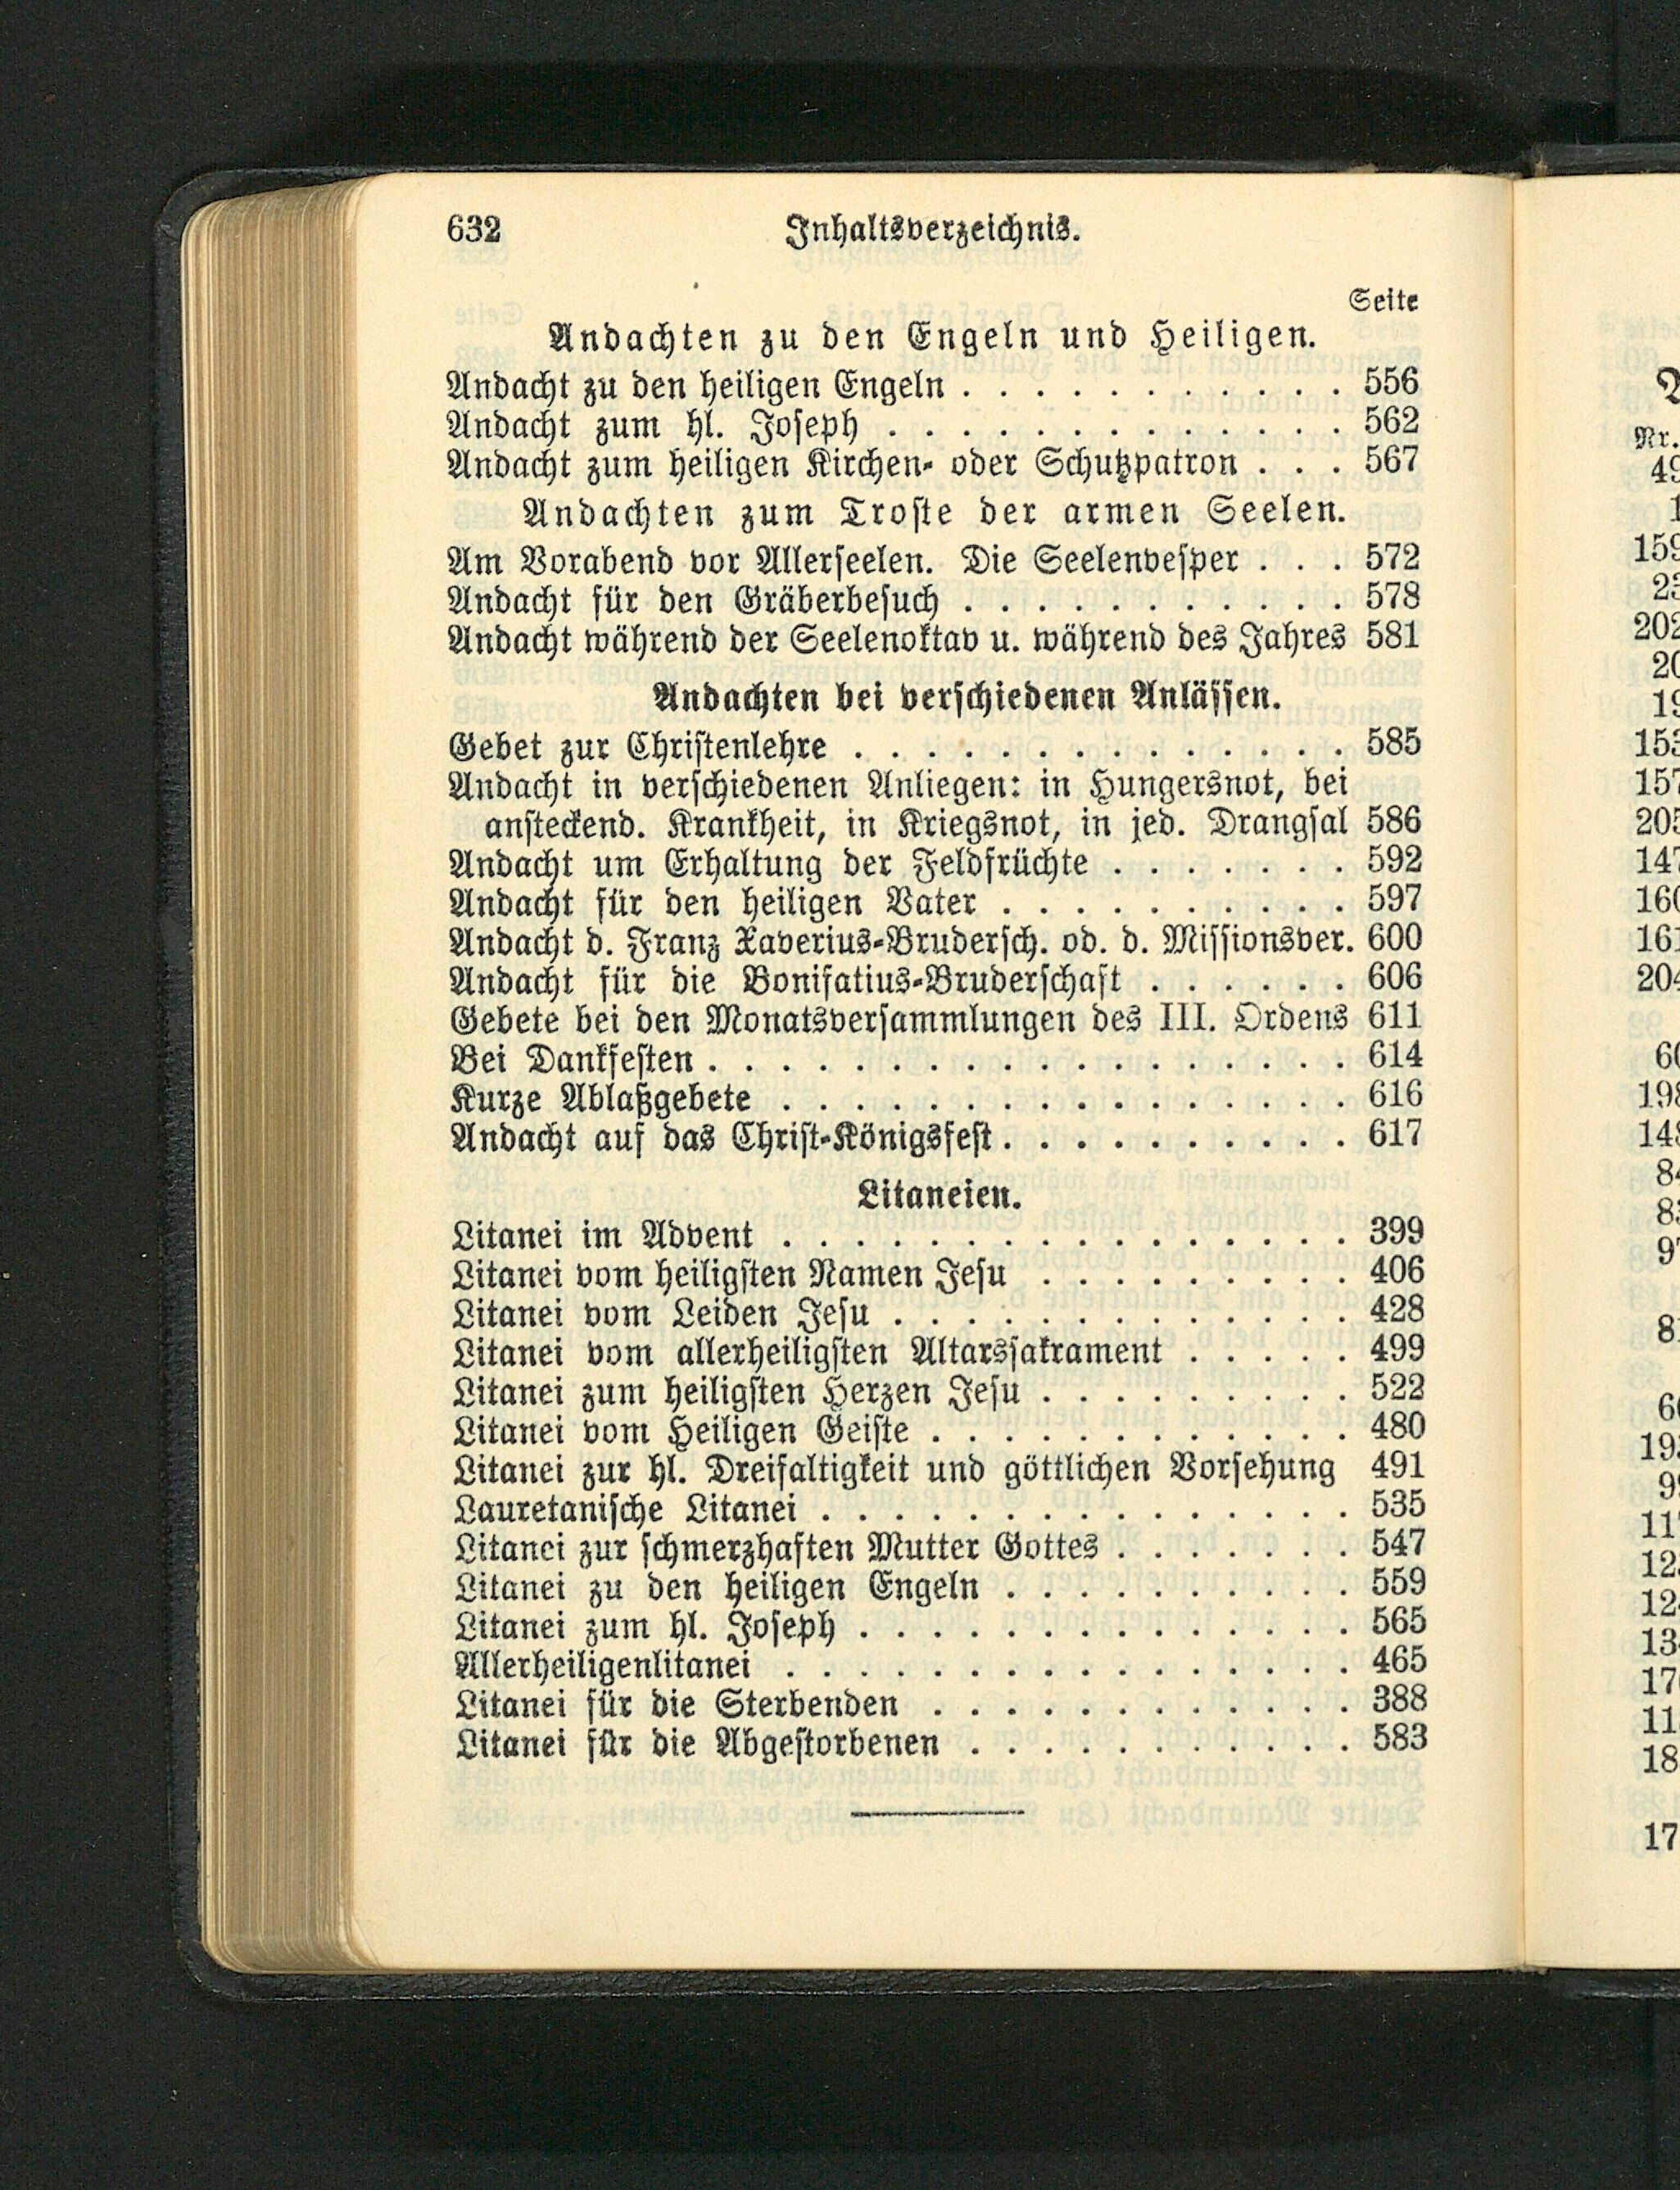 632 Inhaltsverzeichnis.
Seite
Andachten zu den Engeln und Heiligen.
Andacht zu den heiligen Engeln . . . . . . . . . . . 556
Andacht zum hl. Joseph . . . . . . . . . . . . . 562
Andacht zum heiligen Kirchen- oder Schutzpatron . . . 567
Andachten zum Troste der armen Seelen.
Am Vorabend vor Allerseelen. Die Seelenvesper . . . 572
Andacht für den Gräberbesuch . . . . . . . . . . . 578
Andacht während der Seelenoktav u. während des Jahres 581
Andachten bei verschiedenen Anlässen.
Gebet zur Christenlehre . . . . . . . . . . . . . . 585
Andacht in verschiedenen Anliegen: in Hungersnot, bei
ansteckend. Krankheit, in Kriegsnot, in jed. Drangsal 586
Andacht um Erhaltung der Feldfrüchte . . . . . . . 592
Andacht für den heiligen Vater . . . . . . . . . . 597
Andacht d. Franz Xaverius-Brudersch. od. d. Missionsver. 600
Andacht für die Bonifatius-Bruderschaft . . . . . . 606
Gebete bei den Monatsversammlungen des III. Ordens 611
Bei Dankfesten . . . . . . . . . . . . . . . . . . 614
Kurze Ablaßgebete . . . . . . . . . . . . . . . . 616
Andacht auf das Christ-Königsfest . . . . . . . . . . 617
Litaneien.
Litanei im Advent . . . . . . . . . . . . . . . . 399
Litanei vom heiligsten Namen Jesu . . . . . . . . . 406
Litanei vom Leiden Jesu . . . . . . . . . . . . . 428
Litanei vom allerheiligsten Altarssakrament . . . . . 499
Litanei zum heiligsten Herzen Jesu . . . . . . . . . 522
Litanei vom Heiligen Geiste . . . . . . . . . . . . 480
Litanei zur hl. Dreifaltigkeit und göttlichen Vorsehung 491
Lauretanische Litanei . . . . . . . . . . . . . . . 535
Litanei zur schmerzhaften Mutter Gottes . . . . . . . 547
Litanei zu den heiligen Engeln . . . . . . . . . . 559
Litanei zum hl. Joseph . . . . . . . . . . . . . . 565
Allerheiligenlitanei . . . . . . . . . . . . . . . . 465
Litanei für die Sterbenden . . . . . . . . . . . . 388
Litanei für die Abgestorbenen . . . . . . . . . . . 583
Nr.